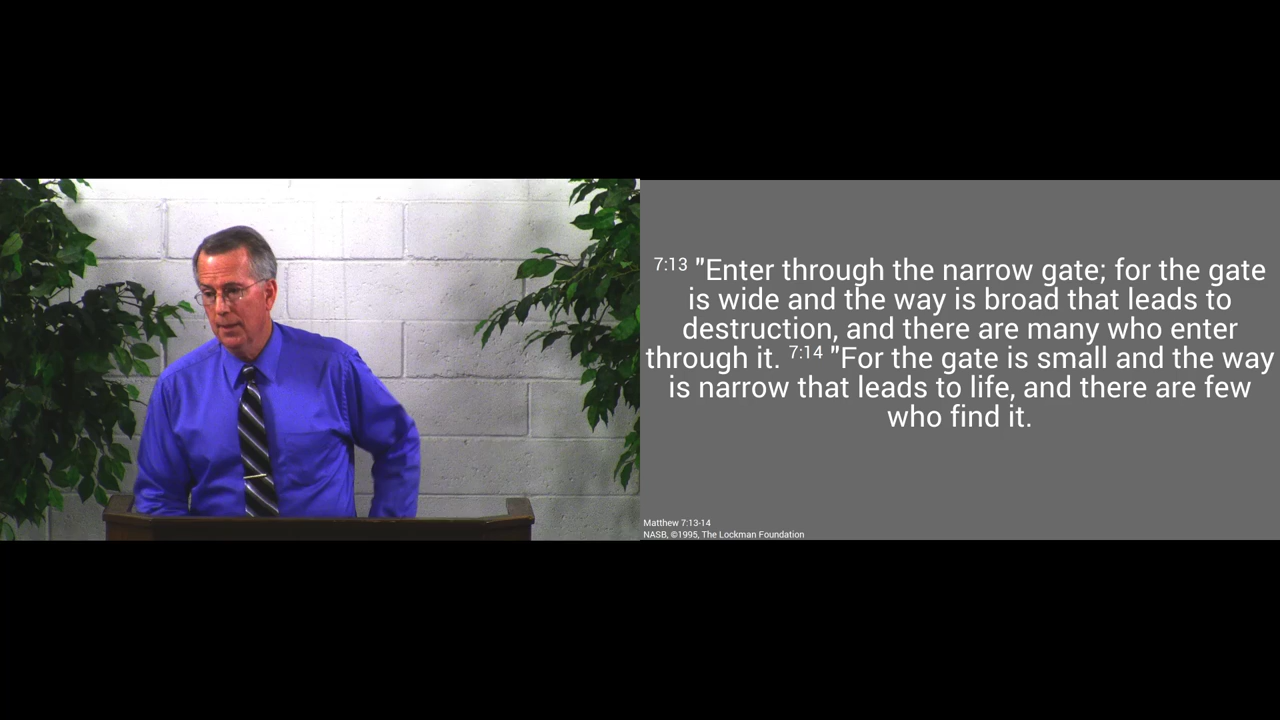 7:13 "Enter through the narrow gate; for the gate
is wide and the way is broad that leads to
destruction, and there are many who enter
through it. 7:14 "For the gate is small and the way
is narrow that leads to life, and there are few
who find it.
Matthew 7:13-14
NASB, ©1995, The Lockman Foundation